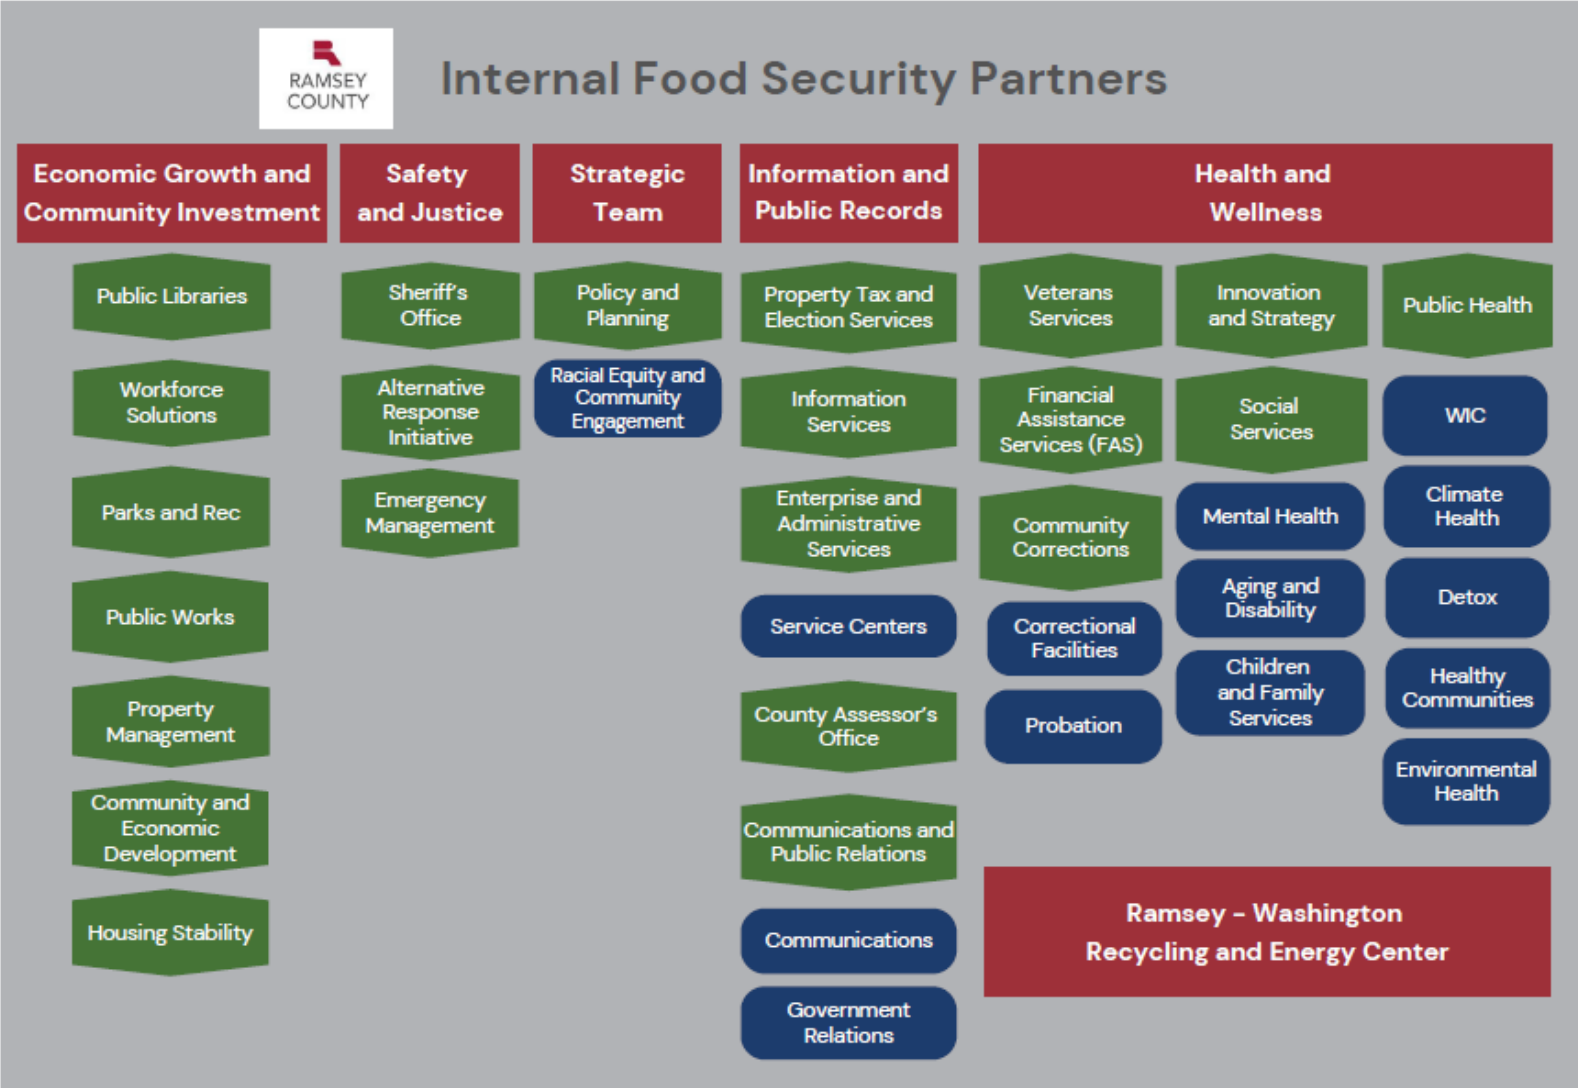 RAMSEY
COUNTY
Internal Food Security Partners
Economic Growth and
Community Investment
Public Libraries
Workforce
Solutions
Parks and Rec
Public Works
Property
Management
Community and
Economic
Development
Housing Stability
Safety
and Justice
Sheriff's
Office
Alternative
Response
Initiative
Emergency
Management
Strategic
Team
Policy and
Planning
Racial Equity and
Community
Engagement
Information and
Public Records
Property Tax and
Election Services
Information
Services
Enterprise and
Administrative
Services
Service Centers
County Assessor's
Office
Communications and
Public Relations
Communications
Government
Relations
Health and
Wellness
Veterans
Services
Financial
Assistance
Services (FAS)
Community
Corrections
Correctional
Facilities
Probation
Innovation
and Strategy
Social
Services
Mental Health
Aging and
Disability
Children
and Family
Services
Public Health
WIC
Climate
Health
Detox
Healthy
Communities
Environmental
Health
Ramsey - Washington
Recycling and Energy Center